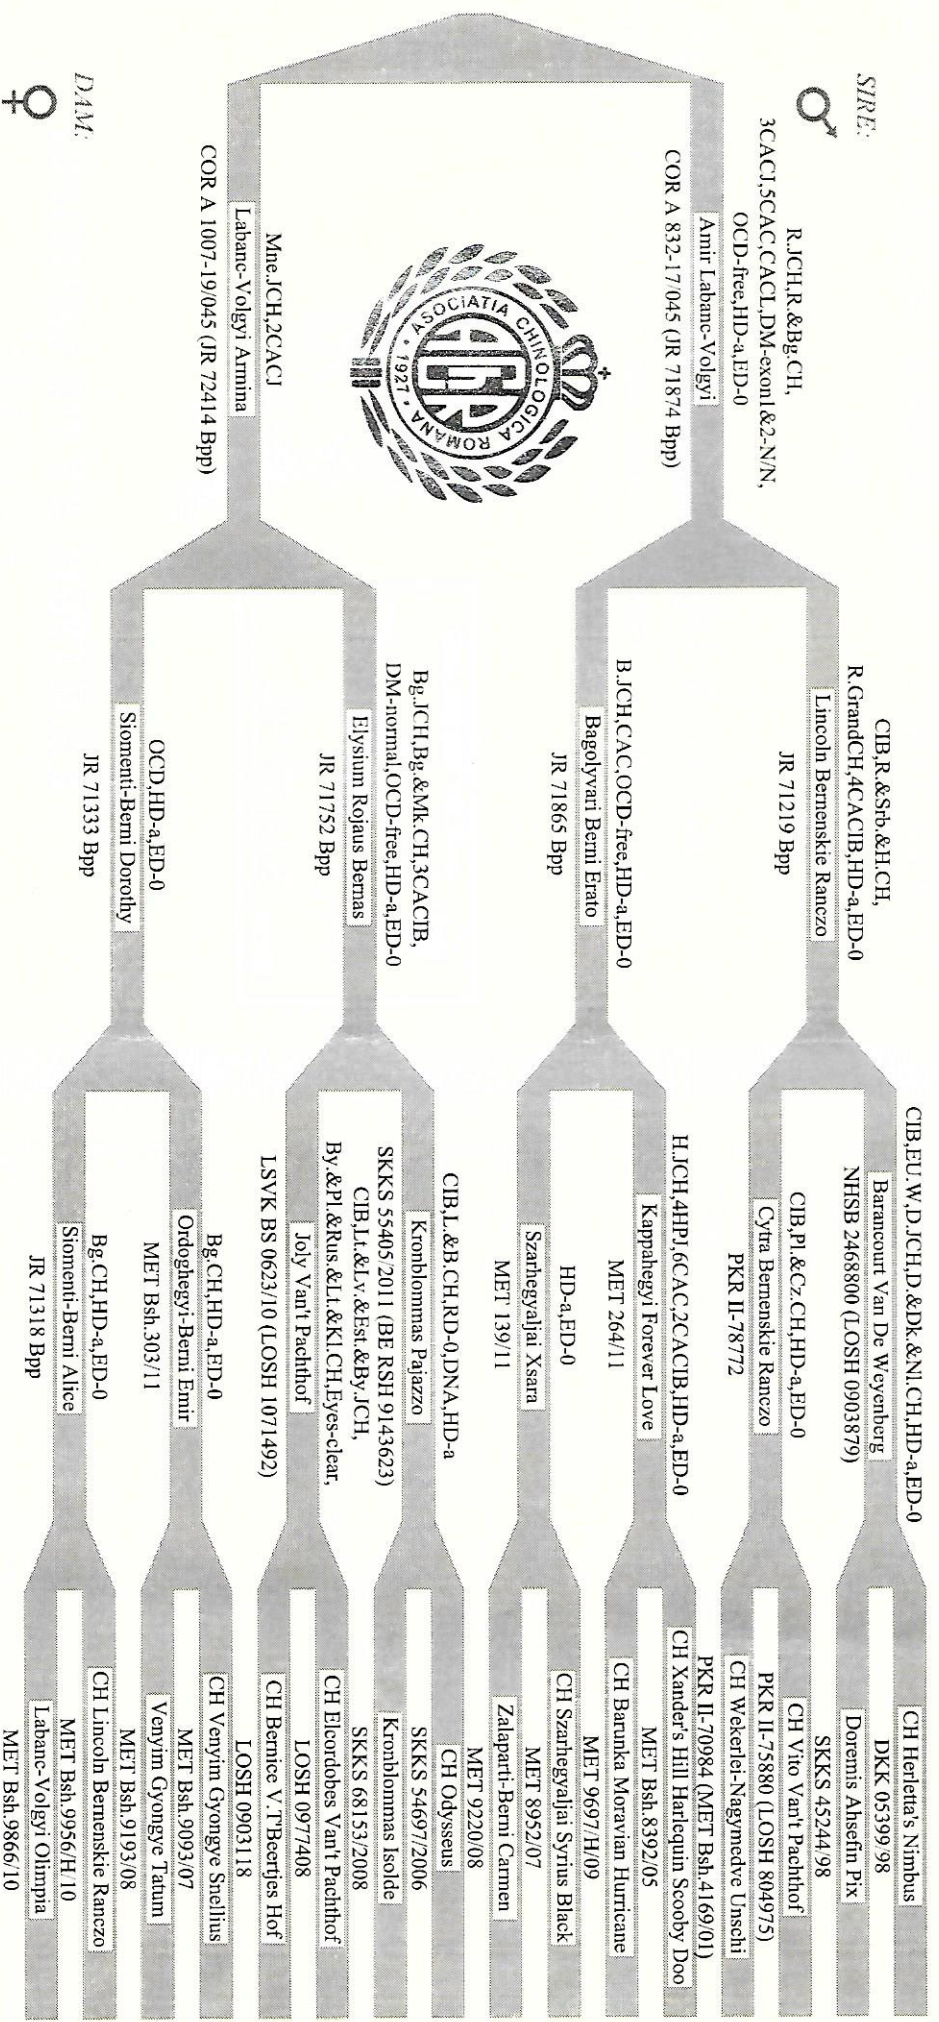 SIRE:
R.JCH,R.&Bg.CH,
3CACJ,5CAC,CACL,DM-exon1&2-N/N,
OCD-free,HD-a,ED-0
Amir Labanc-Volgyi
COR A 832-17/045 (JR 71874 Bpp)
ASOCIATIA CHINOLOGICA ROMANA
1927
AChR
Mne.JCH,2CACJ
Labanc-Volgyi Armina
COR A 1007-19/045 (JR 72414 Bpp)
DAM:
CIB,R.&Srb.&H.CH,
R.GrandCH,4CACIB,HD-a,ED-0
Lincoln Bernenskie Ranczo
JR 71219 Bpp
B.JCH,CAC,OCD-free,HD-a,ED-0
Bagolyvari Berni Erato
JR 71865 Bpp
Bg.JCH,Bg.&Mk.CH,3CACIB,
DM-normal,OCD-free,HD-a,ED-0
Elysium Rojaus Bernas
JR 71752 Bpp
OCD,HD-a,ED-0
Siomenti-Berni Dorothy
JR 71333 Bpp
CIB,EU.W,D.JCH,D.&Dk.&Nl.CH,HD-a,ED-0
Barancourt Van De Weyenberg
NHSB 2468800 (LOSH 0903879)
CIB,Pl.&Cz.CH,HD-a,ED-0
Cytra Bernenskie Ranczo
PKR II-78772
H.JCH,4HPJ,6CAC,2CACIB,HD-a,ED-0
Kappahegyi Forever Love
MET 264/11
HD-a,ED-0
Szarhegyaljai Xsara
MET 139/11
CIB,L.&B.CH,RD-0,DNA,HD-a
Kronblommas Pajazzo
SKKS 55405/2011 (BE RSH 9143623)
CIB,Lt.&Lv.&Est.&By.JCH,
By.&Pl.&Rus.&Lt.&Kl.CH,Eyes-clear,
Joly Van't Pachthof
LSVK BS 0623/10 (LOSH 1071492)
Bg.CH,HD-a,ED-0
Ordoghegyi-Berni Emir
MET Bsh.303/11
Bg.CH,HD-a,ED-0
Siomenti-Berni Alice
JR 71318 Bpp
CH Herletta's Nimbus
DKK 05399/98
Doremis Ahsefin Pix
SKKS 45244/98
CH Vito Van't Pachthof
PKR II-75880 (LOSH 804975)
CH Wekerlei-Nagymedve Unschi
PKR II-70984 (MET Bsh.4169/01)
CH Xander's Hill Harlequin Scooby Doo
MET Bsh.8392/05
CH Barunka Moravian Hurricane
MET 9697/H/09
CH Szarhegyaljai Syrius Black
MET 8952/07
Zalaparti-Berni Carmen
MET 9220/08
CH Odysseus
SKKS 54697/2006
Kronblommas Isolde
SKKS 68153/2008
CH Elcordobes Van't Pachthof
LOSH 0977408
CH Bernice V.T'Beertjes Hof
LOSH 0903118
CH Venyim Gyongye Snellius
MET Bsh.9093/07
Venyim Gyongye Tatum
MET Bsh.9193/08
CH Lincoln Bernenskie Ranczo
MET Bsh.9956/H/10
Labanc-Volgyi Olimpia
MET Bsh.9866/10